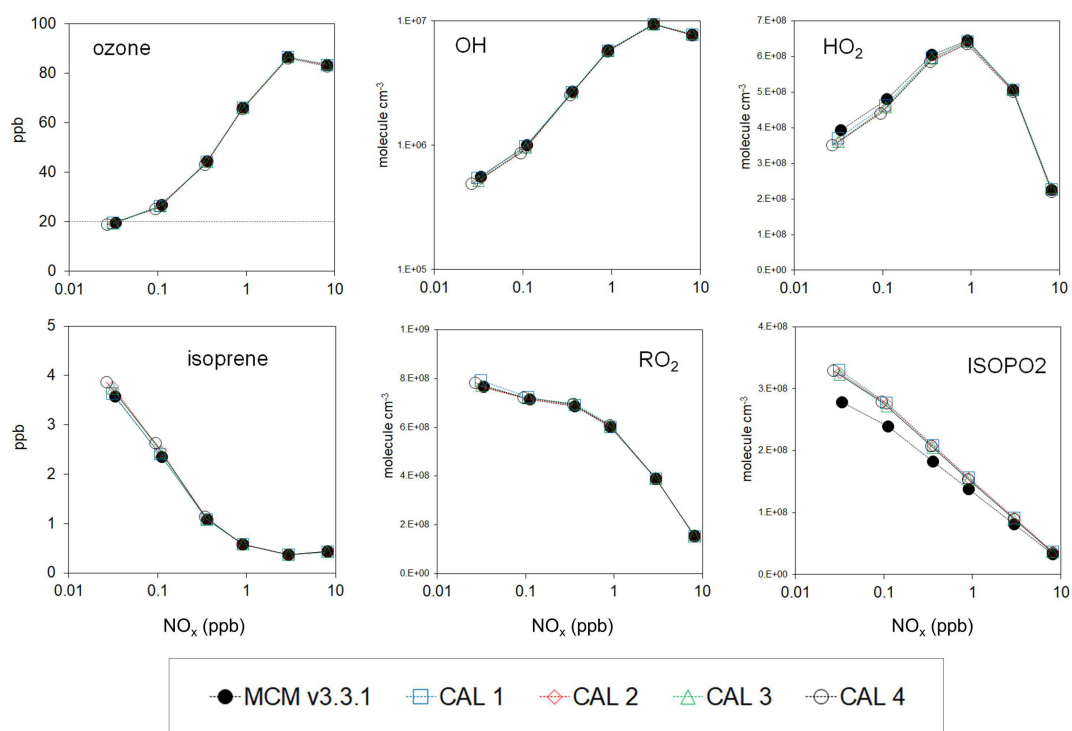 ozone
ppb
100
80
60
40
20
0
0.01 0.1 1 10
OH
molecule cm⁻³
1.E+07
1.E+06
1.E+05
0.01 0.1 1 10
HO₂
molecule cm⁻³
7.E+08
6.E+08
5.E+08
4.E+08
3.E+08
2.E+08
1.E+08
0.E+00
0.01 0.1 1 10
isoprene
ppb
5
4
3
2
1
0
0.01 0.1 1 10
NOₓ (ppb)
RO₂
molecule cm⁻³
1.E+09
8.E+08
6.E+08
4.E+08
2.E+08
0.E+00
0.01 0.1 1 10
NOₓ (ppb)
ISOPO2
molecule cm⁻³
4.E+08
3.E+08
2.E+08
1.E+08
0.E+00
0.01 0.1 1 10
NOₓ (ppb)
MCM v3.3.1 CAL 1 CAL 2 CAL 3 CAL 4